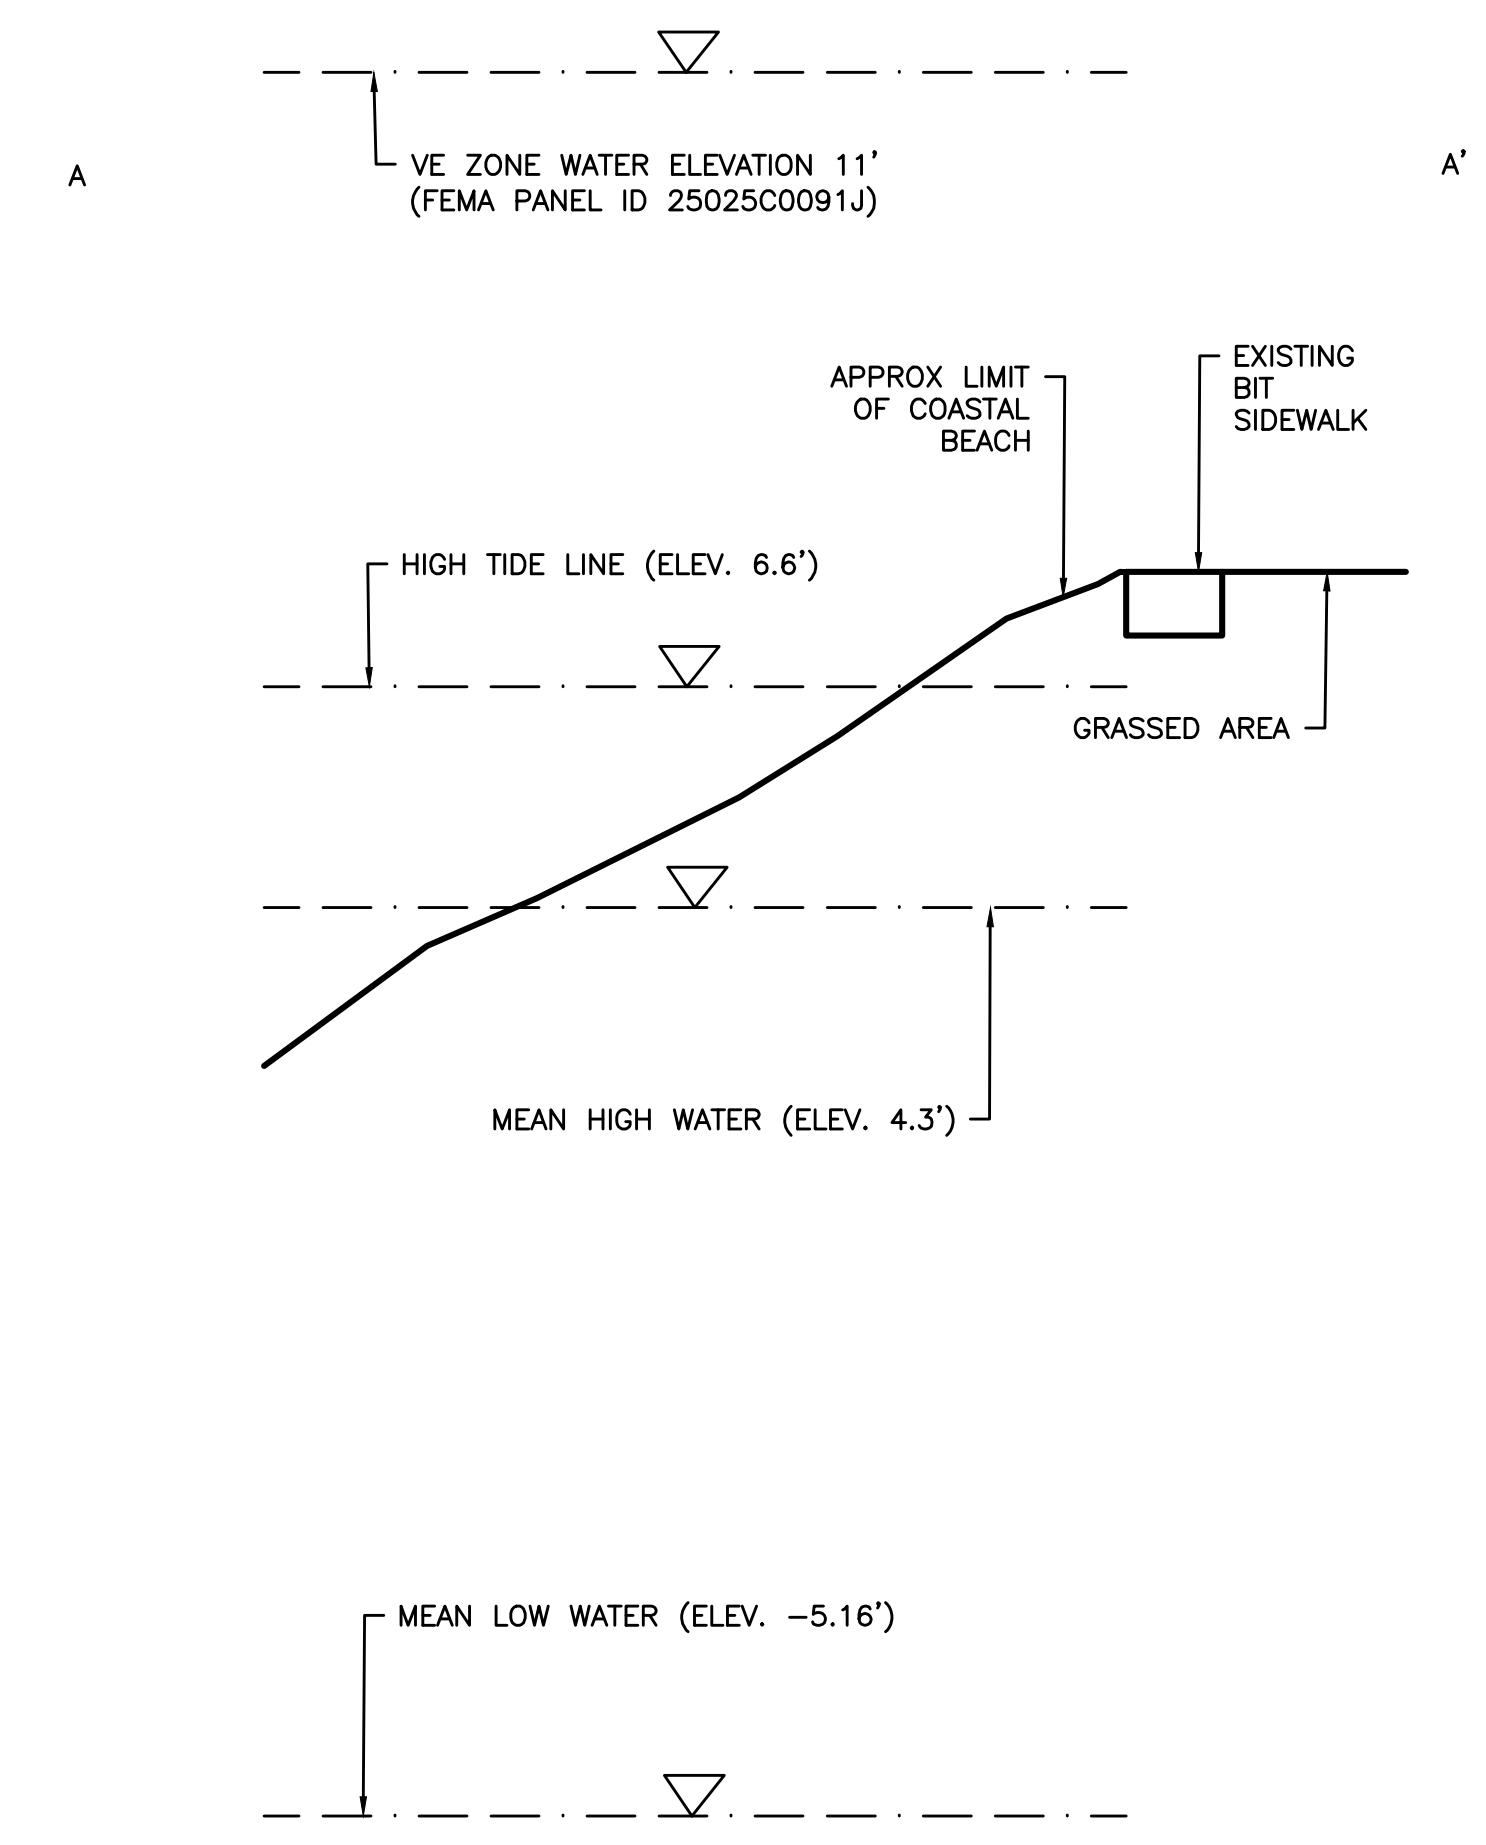 VE ZONE WATER ELEVATION 11'
(FEMA PANEL ID 25025C0091J)
A
A'
EXISTING
BIT
SIDEWALK
APPROX LIMIT
OF COASTAL
BEACH
HIGH TIDE LINE (ELEV. 6.6')
GRASSED AREA
MEAN HIGH WATER (ELEV. 4.3')
MEAN LOW WATER (ELEV. -5.16')